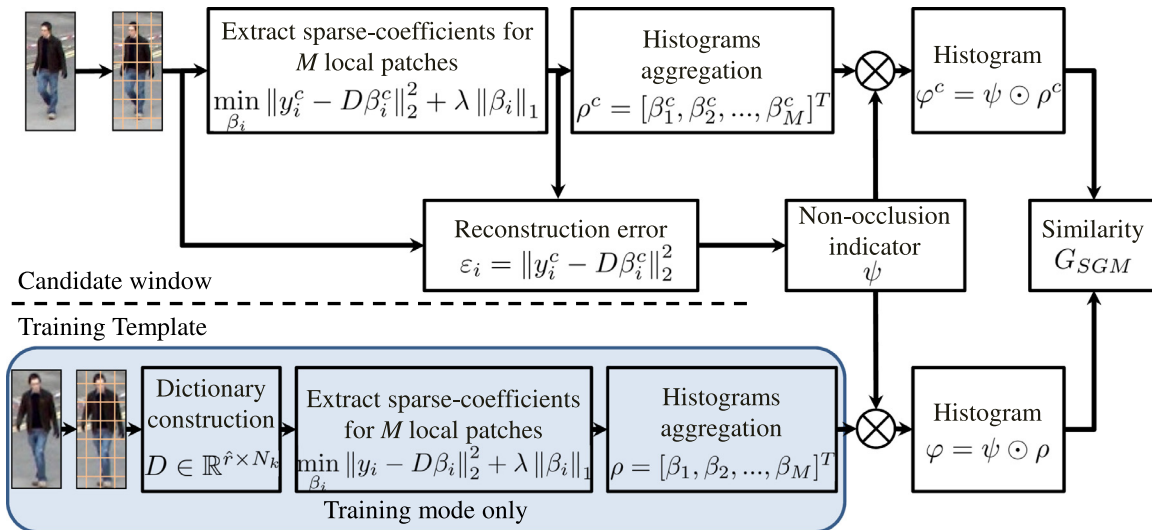 Extract sparse-coefficients for
M local patches
min_{β_i} ‖y_i^c − Dβ_i^c‖_2^2 + λ ‖β_i‖_1
Histograms
aggregation
ρ^c = [β_1^c, β_2^c, ..., β_M^c]^T
Histogram
φ^c = ψ ⊙ ρ^c
Reconstruction error
ε_i = ‖y_i^c − Dβ_i^c‖_2^2
Non-occlusion
indicator
ψ
Similarity
G_{SGM}
Candidate window
Training Template
Dictionary
construction
D ∈ ℝ^{r̂×N_k}
Extract sparse-coefficients
for M local patches
min_{β_i} ‖y_i − Dβ_i‖_2^2 + λ ‖β_i‖_1
Histograms
aggregation
ρ = [β_1, β_2, ..., β_M]^T
Histogram
φ = ψ ⊙ ρ
Training mode only